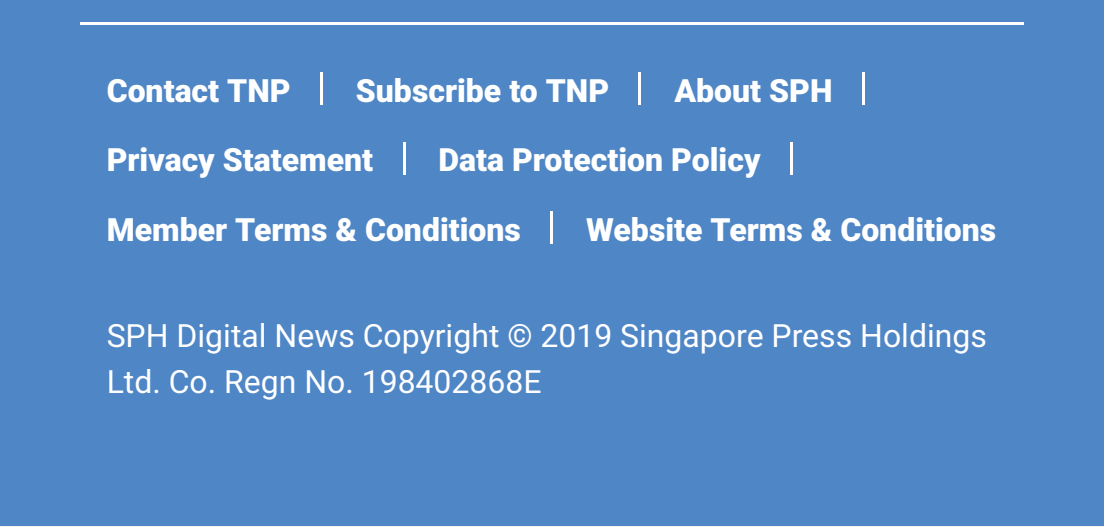 Contact TNP | Subscribe to TNP | About SPH |
Privacy Statement | Data Protection Policy |
Member Terms & Conditions | Website Terms & Conditions
SPH Digital News Copyright © 2019 Singapore Press Holdings
Ltd. Co. Regn No. 198402868E